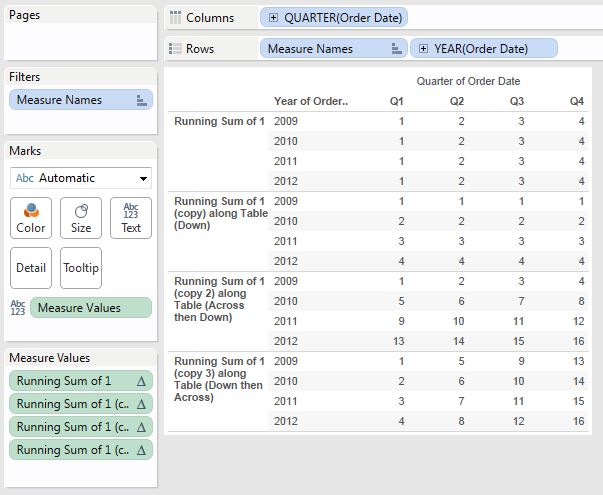 Pages
Columns
QUARTER(Order Date)
Rows
Measure Names
YEAR(Order Date)
Filters
Measure Names
Marks
Abc Automatic
Color
Size
Abc
123
Text
Detail
Tooltip
Abc
123
Measure Values
Measure Values
Running Sum of 1 Δ
Running Sum of 1 (c.. Δ
Running Sum of 1 (c.. Δ
Running Sum of 1 (c.. Δ
Quarter of Order Date
Year of Order.. Q1 Q2 Q3 Q4
Running Sum of 1 2009 1 2 3 4
2010 1 2 3 4
2011 1 2 3 4
2012 1 2 3 4
Running Sum of 1 2009 1 1 1 1
(copy) along Table 2010 2 2 2 2
(Down)
2011 3 3 3 3
2012 4 4 4 4
Running Sum of 1 2009 1 2 3 4
(copy 2) along
Table (Across 2010 5 6 7 8
then Down)
2011 9 10 11 12
2012 13 14 15 16
Running Sum of 1 2009 1 5 9 13
(copy 3) along
Table (Down then 2010 2 6 10 14
Across)
2011 3 7 11 15
2012 4 8 12 16